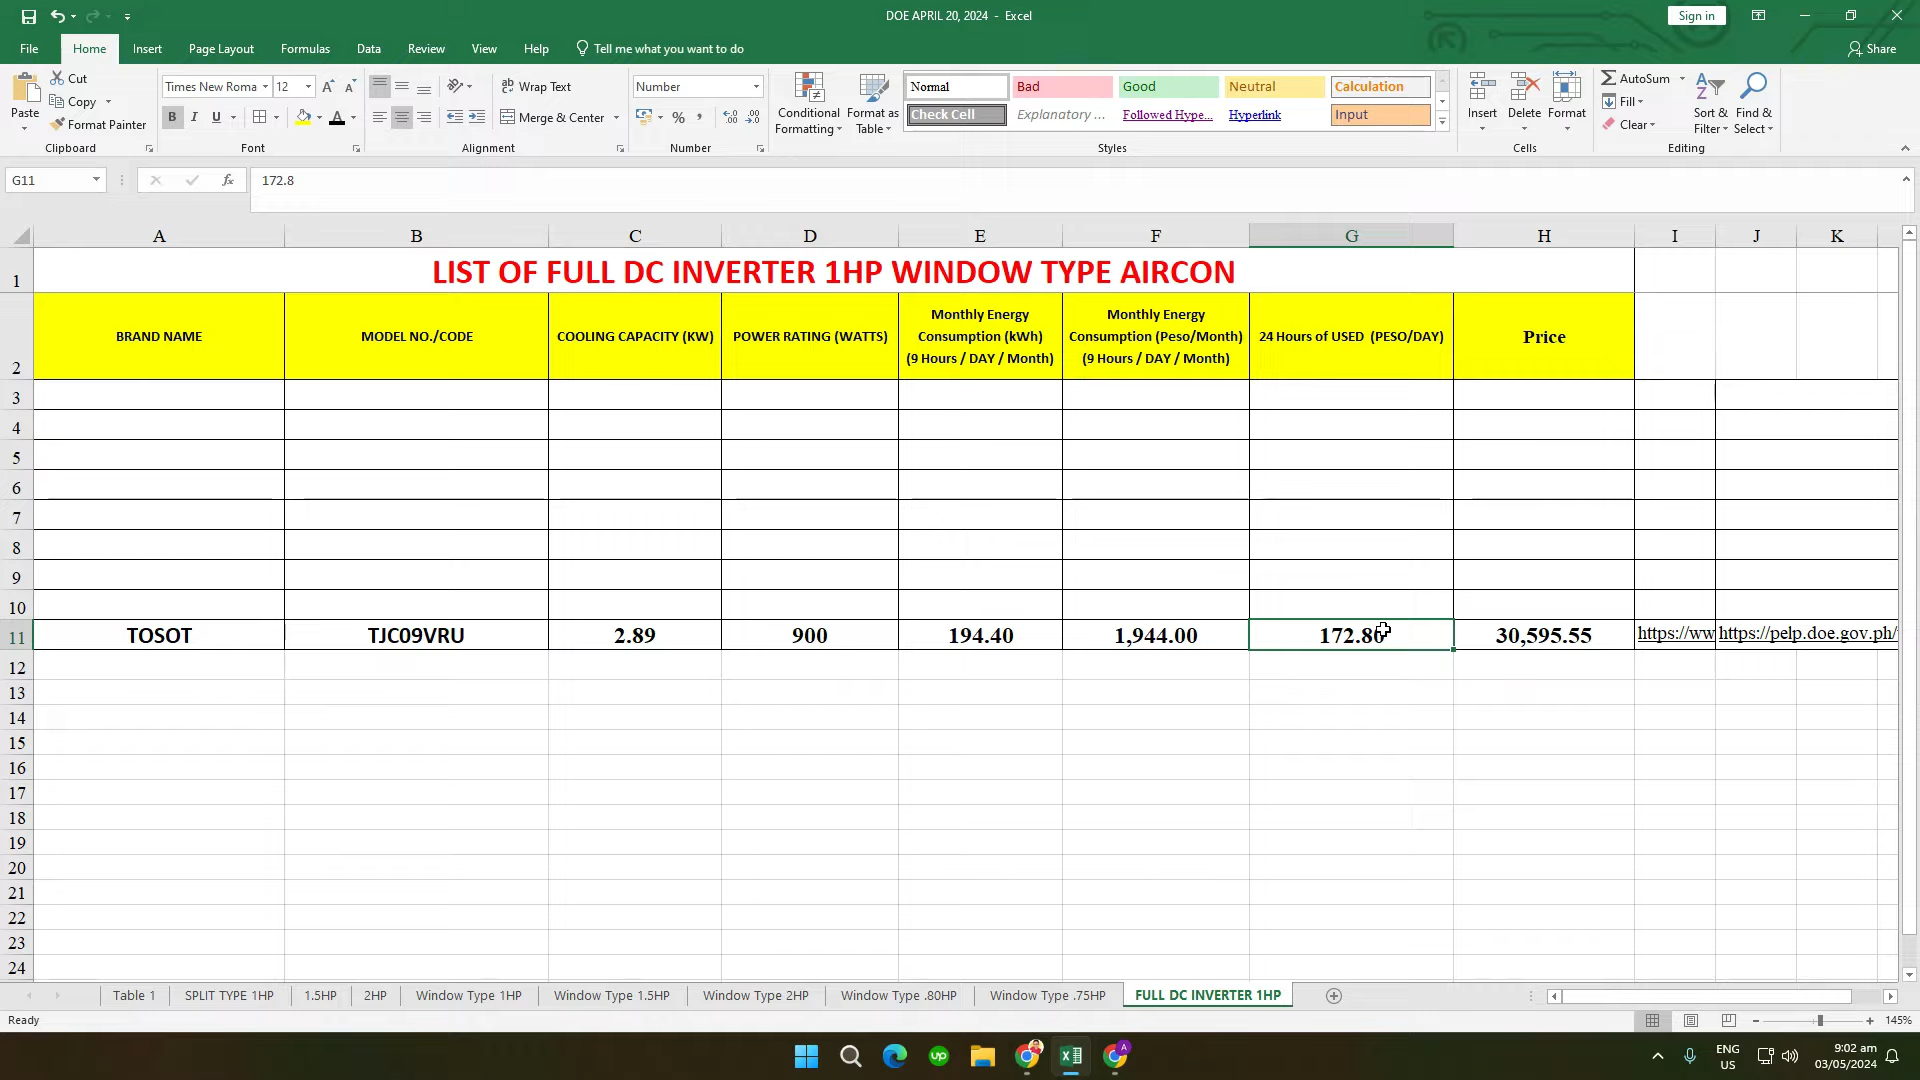 DOE APRIL 20, 2024 - Excel
Sign in
File Home Insert Page Layout Formulas Data Review View Help Tell me what you want to do
Share
Paste
Cut
Copy
Format Painter
Clipboard
Times New Roma 12
B I U
Font
Wrap Text
Merge & Center
Alignment
Number
Number
Conditional Formatting
Format as Table
Normal Bad Good Neutral Calculation
Check Cell Explanatory ... Followed Hype... Hyperlink Input
Styles
Insert Delete Format
Cells
AutoSum
Fill
Clear
Sort & Filter
Find & Select
Editing
G11
fx
172.8
A B C D E F G H I J K
1 LIST OF FULL DC INVERTER 1HP WINDOW TYPE AIRCON
2 BRAND NAME MODEL NO./CODE COOLING CAPACITY (KW) POWER RATING (WATTS) Monthly Energy Consumption (kWh) (9 Hours / DAY / Month) Monthly Energy Consumption (Peso/Month) (9 Hours / DAY / Month) 24 Hours of USED (PESO/DAY) Price
3
4
5
6
7
8
9
10
11 TOSOT TJC09VRU 2.89 900 194.40 1,944.00 172.80 30,595.55 https://ww https://pelp.doe.gov.ph/
12
13
14
15
16
17
18
19
20
21
22
23
24
Table 1 SPLIT TYPE 1HP 1.5HP 2HP Window Type 1HP Window Type 1.5HP Window Type 2HP Window Type .80HP Window Type .75HP FULL DC INVERTER 1HP
Ready
145%
ENG
US
9:02 am
03/05/2024